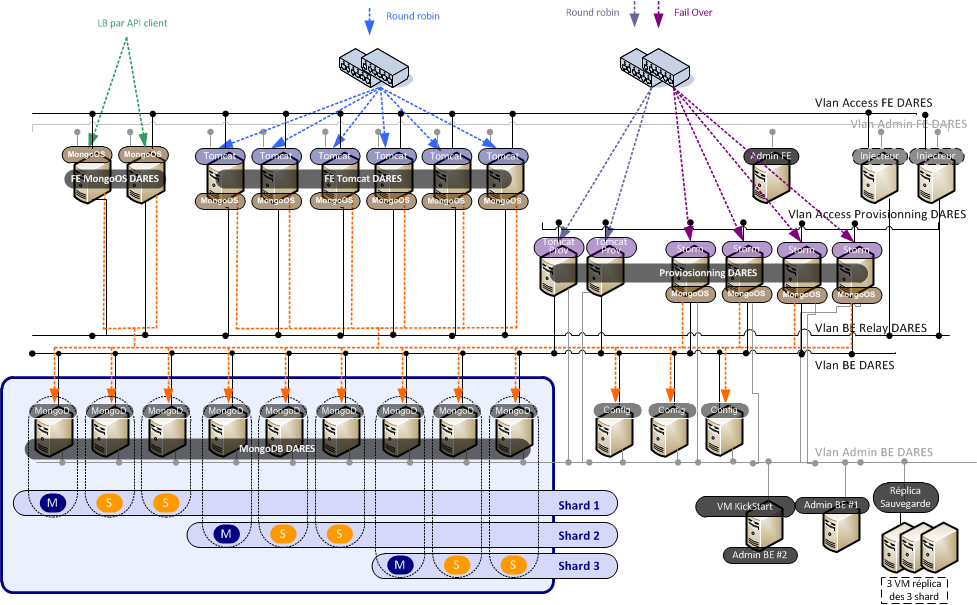 LB par API client
Round robin
Round robin
Fail Over
Vlan Access FE DARES
Vlan Admin FE DARES
MongoOS
MongoOS
Tomcat
Tomcat
Tomcat
Tomcat
Tomcat
Tomcat
Admin FE
Injecteur
Injecteur
FE MongoOS DARES
FE Tomcat DARES
MongoOS
MongoOS
MongoOS
MongoOS
MongoOS
MongoOS
Vlan Access Provisionning DARES
Tomcat
Prov
Tomcat
Prov
Storm
Storm
Storm
Storm
Proviosionning DARES
MongoOS
MongoOS
MongoOS
MongoOS
Vlan BE Relay DARES
Vlan BE DARES
MongoD
MongoD
MongoD
MongoD
MongoD
MongoD
MongoD
MongoD
MongoD
Config
Config
Config
MongoDB DARES
Vlan Admin BE DARES
M
S
S
Shard 1
M
S
S
Shard 2
M
S
S
Shard 3
VM KickStart
Admin BE #2
Admin BE #1
Réplica
Sauvegarde
3 VM réplica
des 3 shard